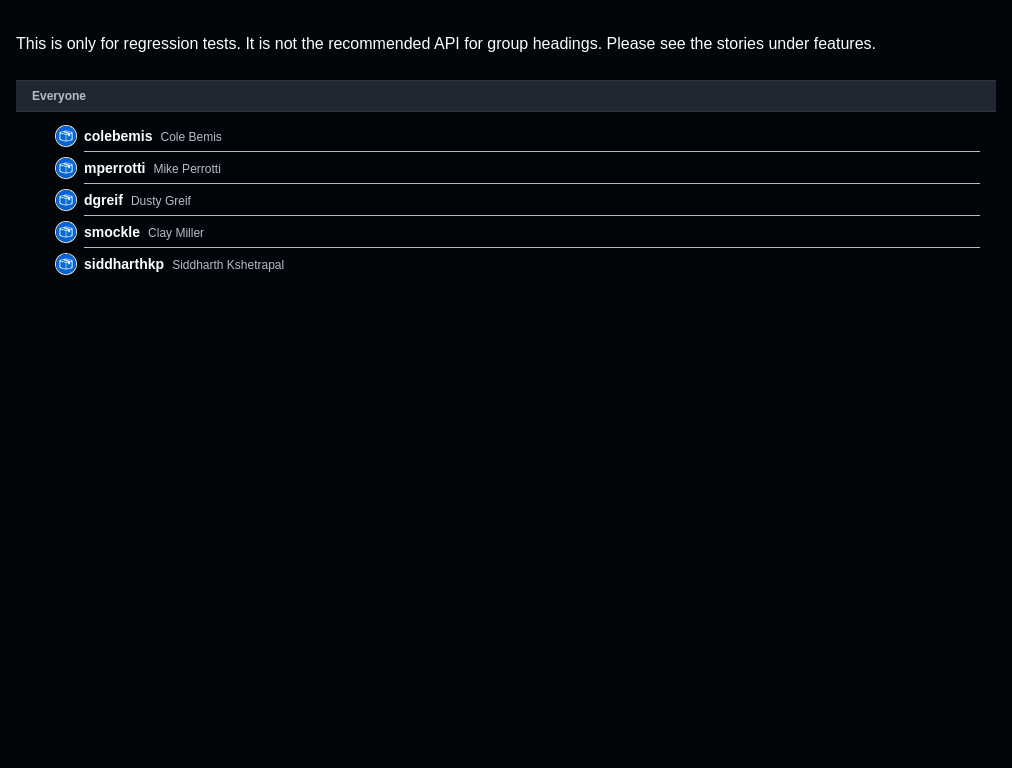 This is only for regression tests. It is not the recommended API for group headings. Please see the stories under features.
Everyone
colebemis Cole Bemis
mperrotti Mike Perrotti
dgreif Dusty Greif
smockle Clay Miller
siddharthkp Siddharth Kshetrapal